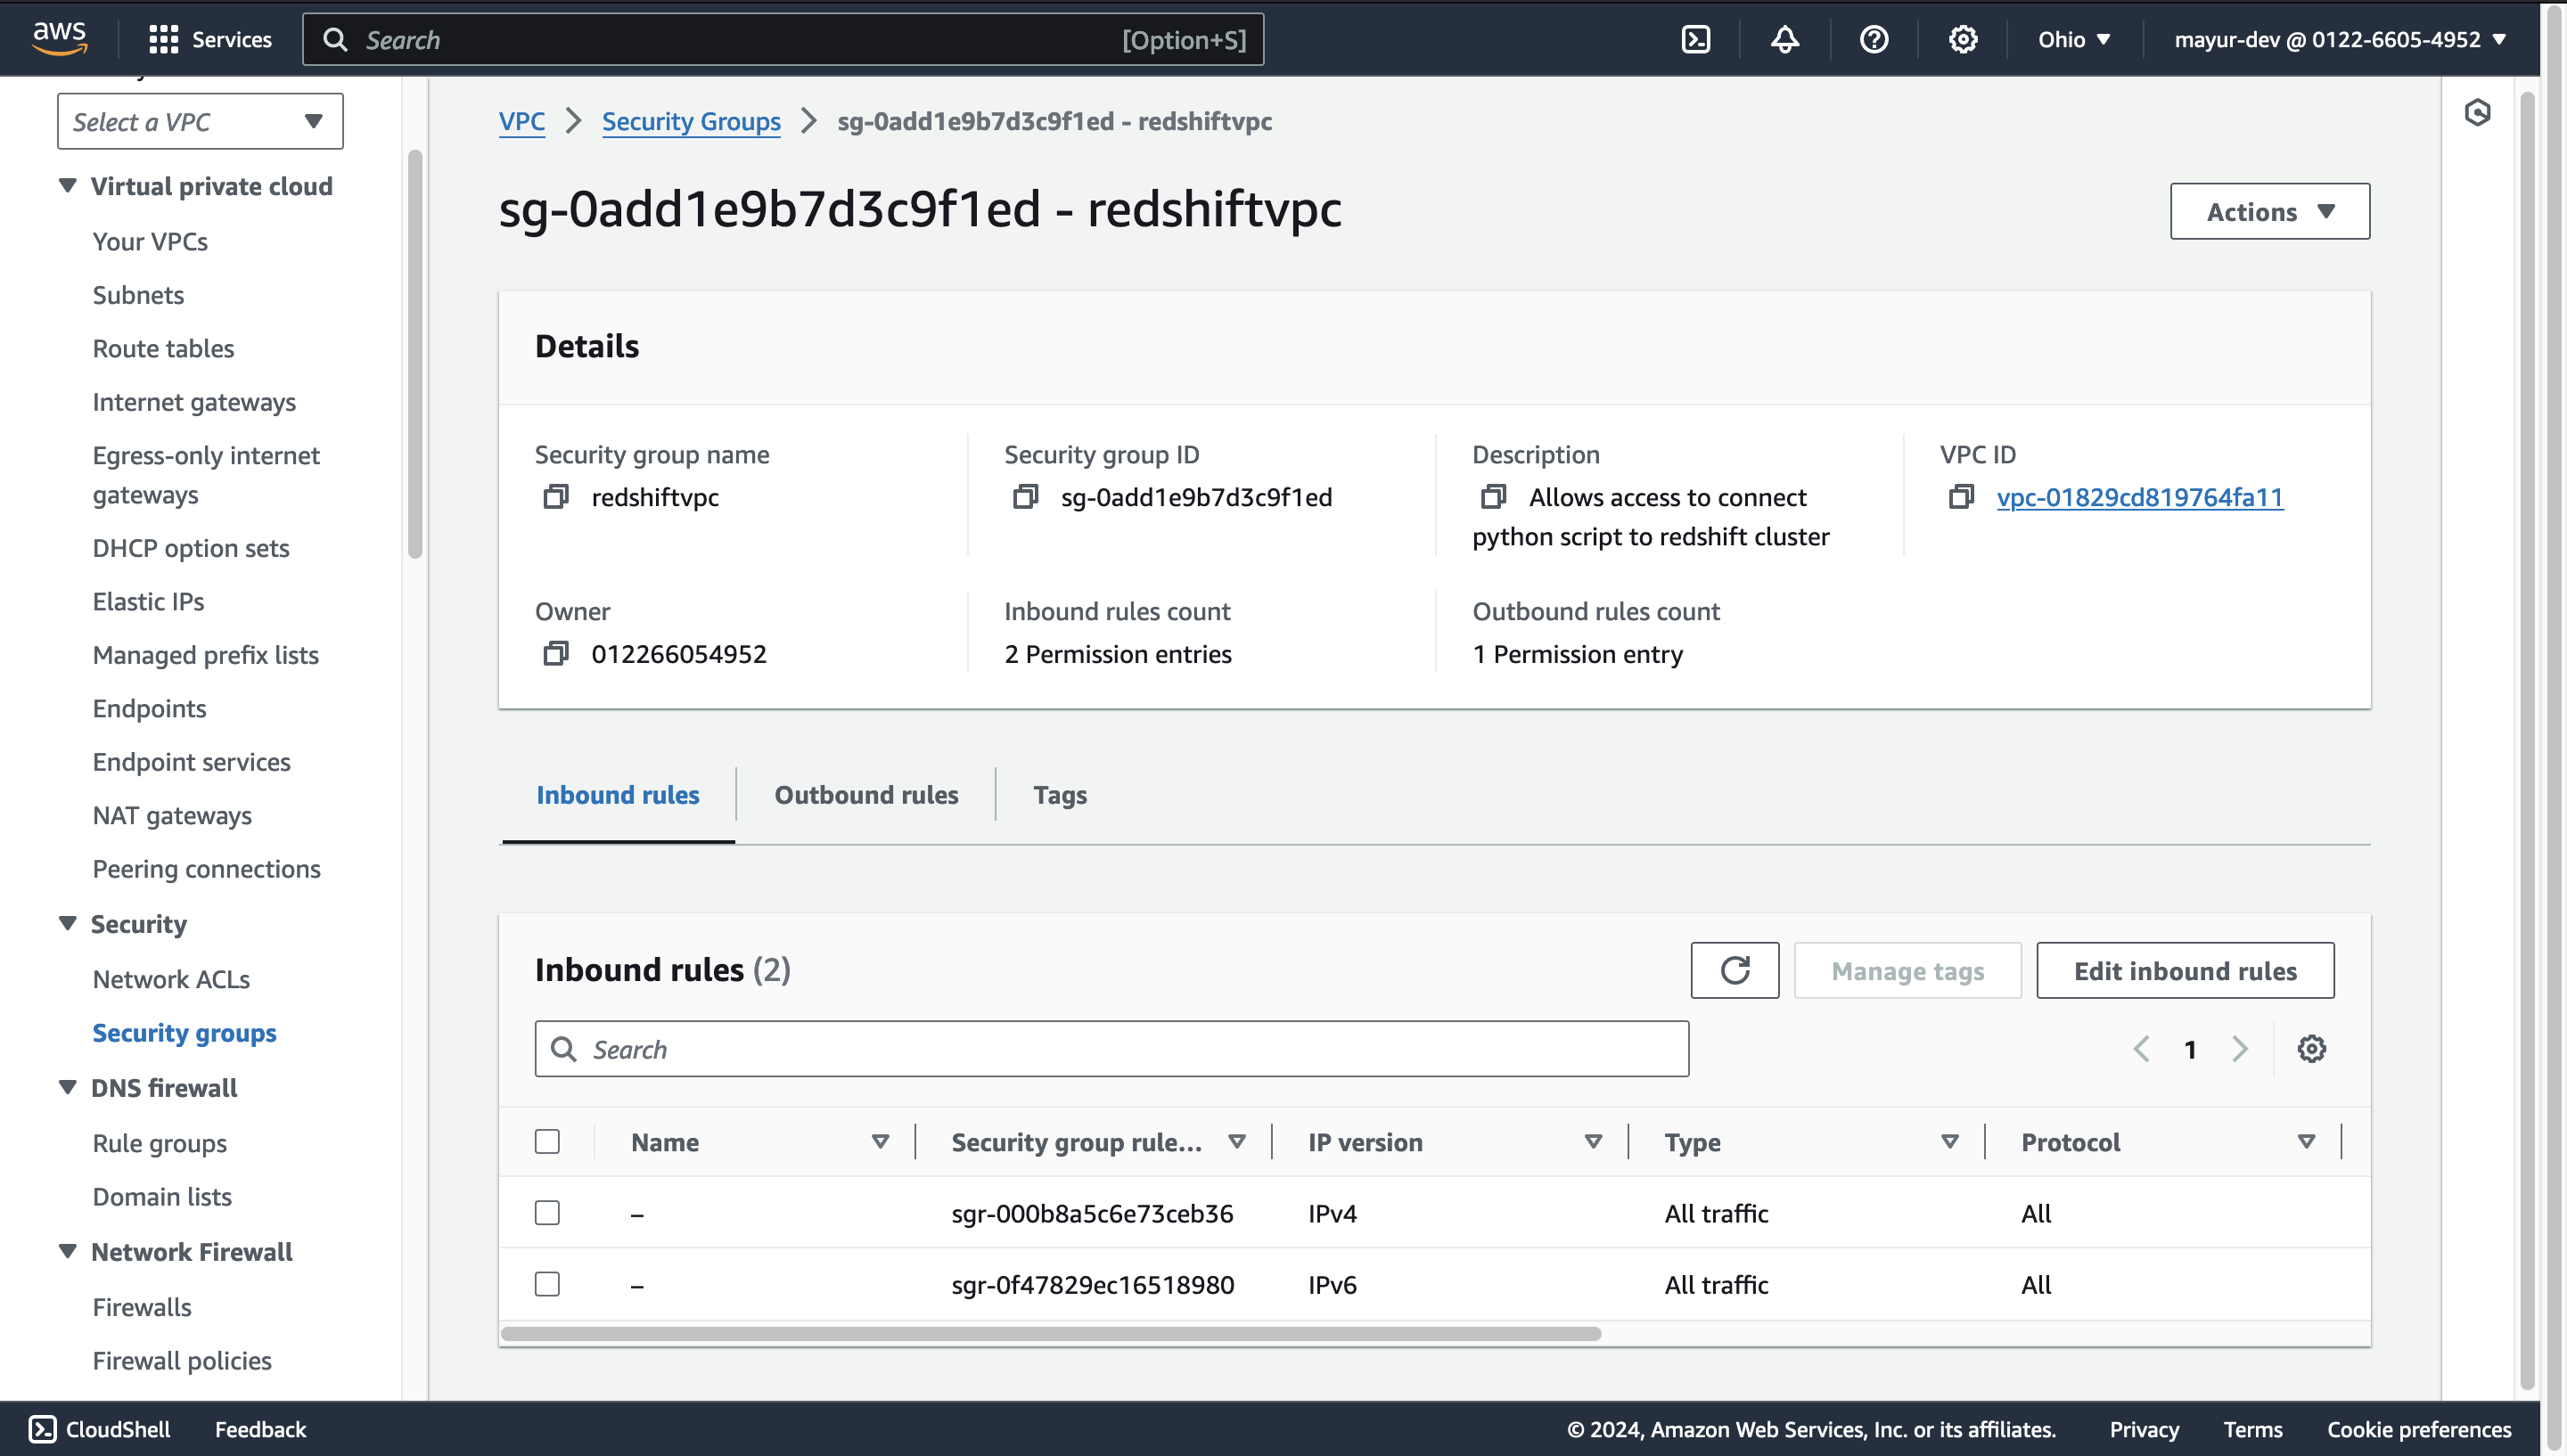 aws
Services
Search
[Option+S]
Ohio
mayur-dev @ 0122-6605-4952
Select a VPC
Virtual private cloud
Your VPCs
Subnets
Route tables
Internet gateways
Egress-only internet
gateways
DHCP option sets
Elastic IPs
Managed prefix lists
Endpoints
Endpoint services
NAT gateways
Peering connections
Security
Network ACLs
Security groups
DNS firewall
Rule groups
Domain lists
Network Firewall
Firewalls
Firewall policies
VPC
Security Groups
sg-0add1e9b7d3c9f1ed - redshiftvpc
sg-0add1e9b7d3c9f1ed - redshiftvpc
Actions
Details
Security group name
redshiftvpc
Security group ID
sg-0add1e9b7d3c9f1ed
Description
Allows access to connect
python script to redshift cluster
VPC ID
vpc-01829cd819764fa11
Owner
012266054952
Inbound rules count
2 Permission entries
Outbound rules count
1 Permission entry
Inbound rules
Outbound rules
Tags
Inbound rules (2)
Manage tags
Edit inbound rules
Search
1
Name Security group rule... IP version Type Protocol
– sgr-000b8a5c6e73ceb36 IPv4 All traffic All
– sgr-0f47829ec16518980 IPv6 All traffic All
CloudShell
Feedback
© 2024, Amazon Web Services, Inc. or its affiliates.
Privacy
Terms
Cookie preferences